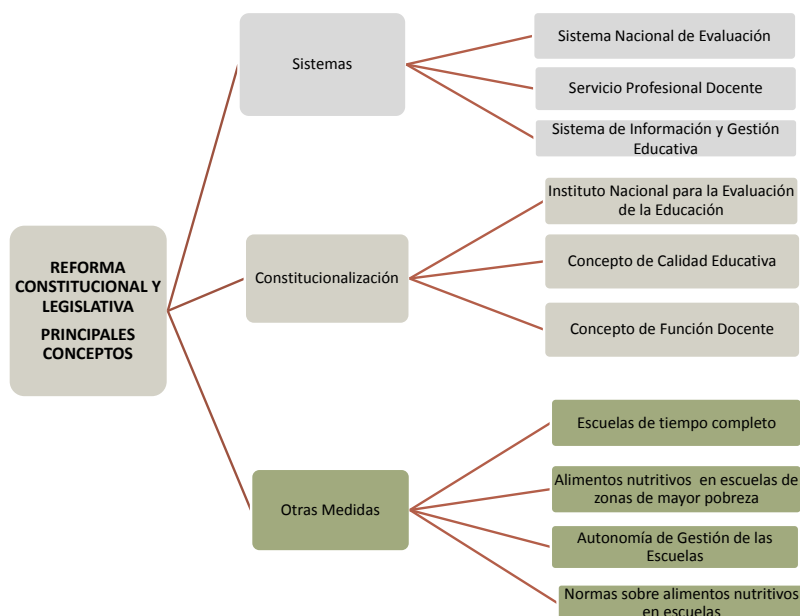 REFORMA
CONSTITUCIONAL Y
LEGISLATIVA
PRINCIPALES
CONCEPTOS
Sistemas
Sistema Nacional de Evaluación
Servicio Profesional Docente
Sistema de Información y Gestión
Educativa
Constitucionalización
Instituto Nacional para la Evaluación
de la Educación
Concepto de Calidad Educativa
Concepto de Función Docente
Otras Medidas
Escuelas de tiempo completo
Alimentos nutritivos en escuelas de
zonas de mayor pobreza
Autonomía de Gestión de las
Escuelas
Normas sobre alimentos nutritivos
en escuelas